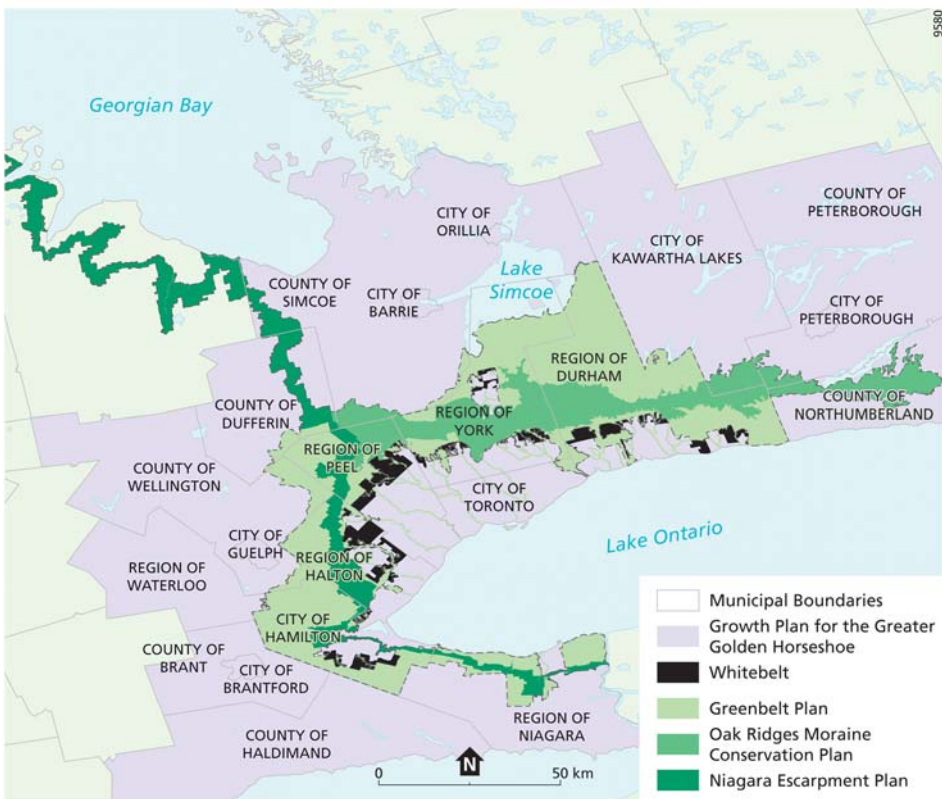 9580
Georgian Bay
COUNTY OF
PETERBOROUGH
CITY OF
ORILLIA
CITY OF
KAWARTHA LAKES
Lake
Simcoe
COUNTY OF
SIMCOE
CITY OF
BARRIE
CITY OF
PETERBOROUGH
REGION OF
DURHAM
COUNTY OF
DUFFERIN
REGION OF
YORK
COUNTY OF
NORTHUMBERLAND
REGION OF
PEEL
COUNTY OF
WELLINGTON
CITY OF
TORONTO
CITY OF
GUELPH
Lake Ontario
REGION OF
HALTON
REGION OF
WATERLOO
CITY OF
HAMILTON
COUNTY OF
BRANT
CITY OF
BRANTFORD
REGION OF
NIAGARA
COUNTY OF
HALDIMAND
N
0
50 km
Municipal Boundaries
Growth Plan for the Greater
Golden Horseshoe
Whitebelt
Greenbelt Plan
Oak Ridges Moraine
Conservation Plan
Niagara Escarpment Plan